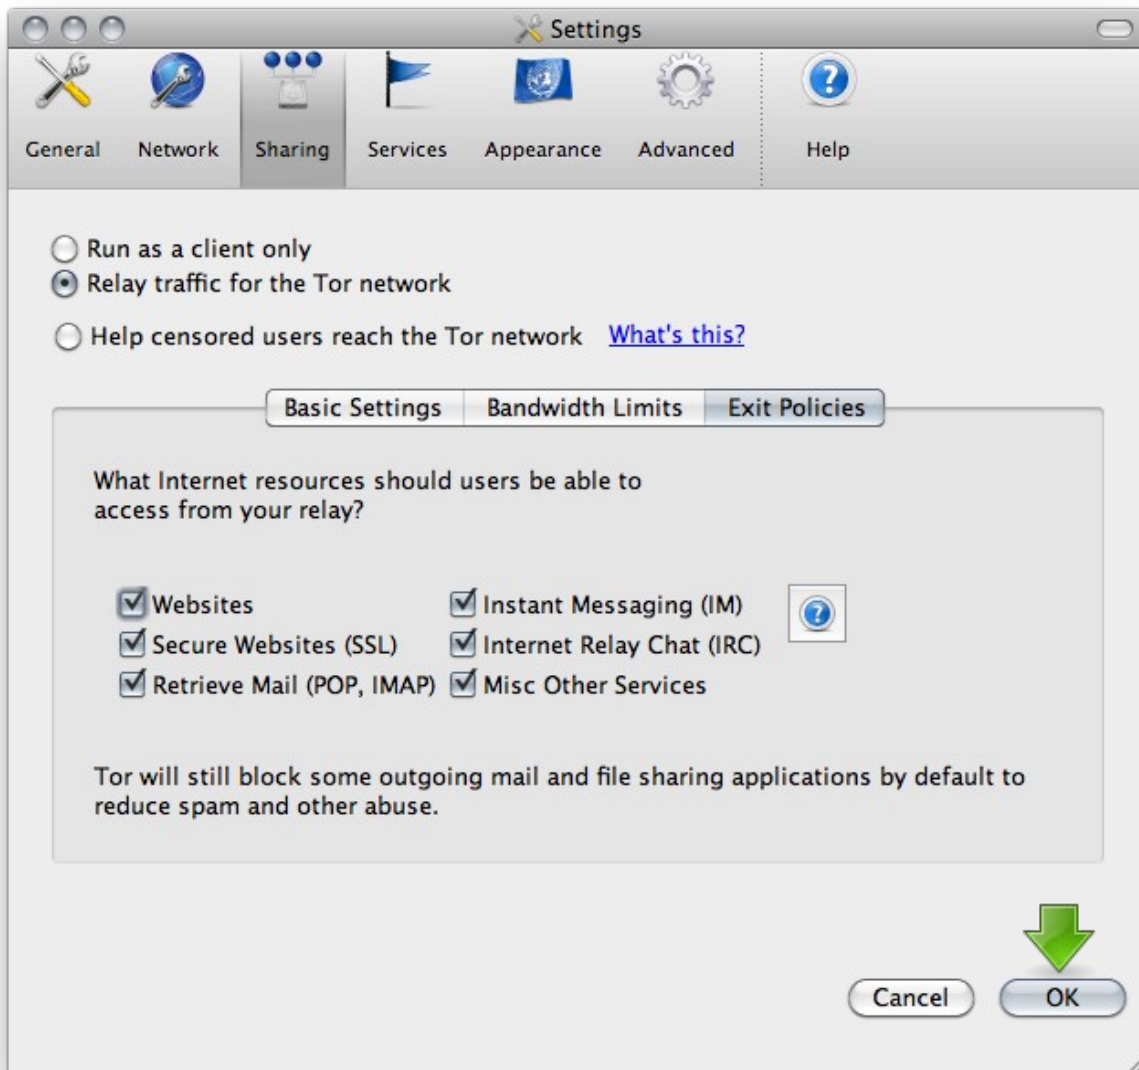 Settings
General Network Sharing Services Appearance Advanced Help
Run as a client only
Relay traffic for the Tor network
Help censored users reach the Tor network What's this?
Basic Settings Bandwidth Limits Exit Policies
What Internet resources should users be able to
access from your relay?
Websites Instant Messaging (IM)
Secure Websites (SSL) Internet Relay Chat (IRC)
Retrieve Mail (POP, IMAP) Misc Other Services
Tor will still block some outgoing mail and file sharing applications by default to
reduce spam and other abuse.
Cancel OK